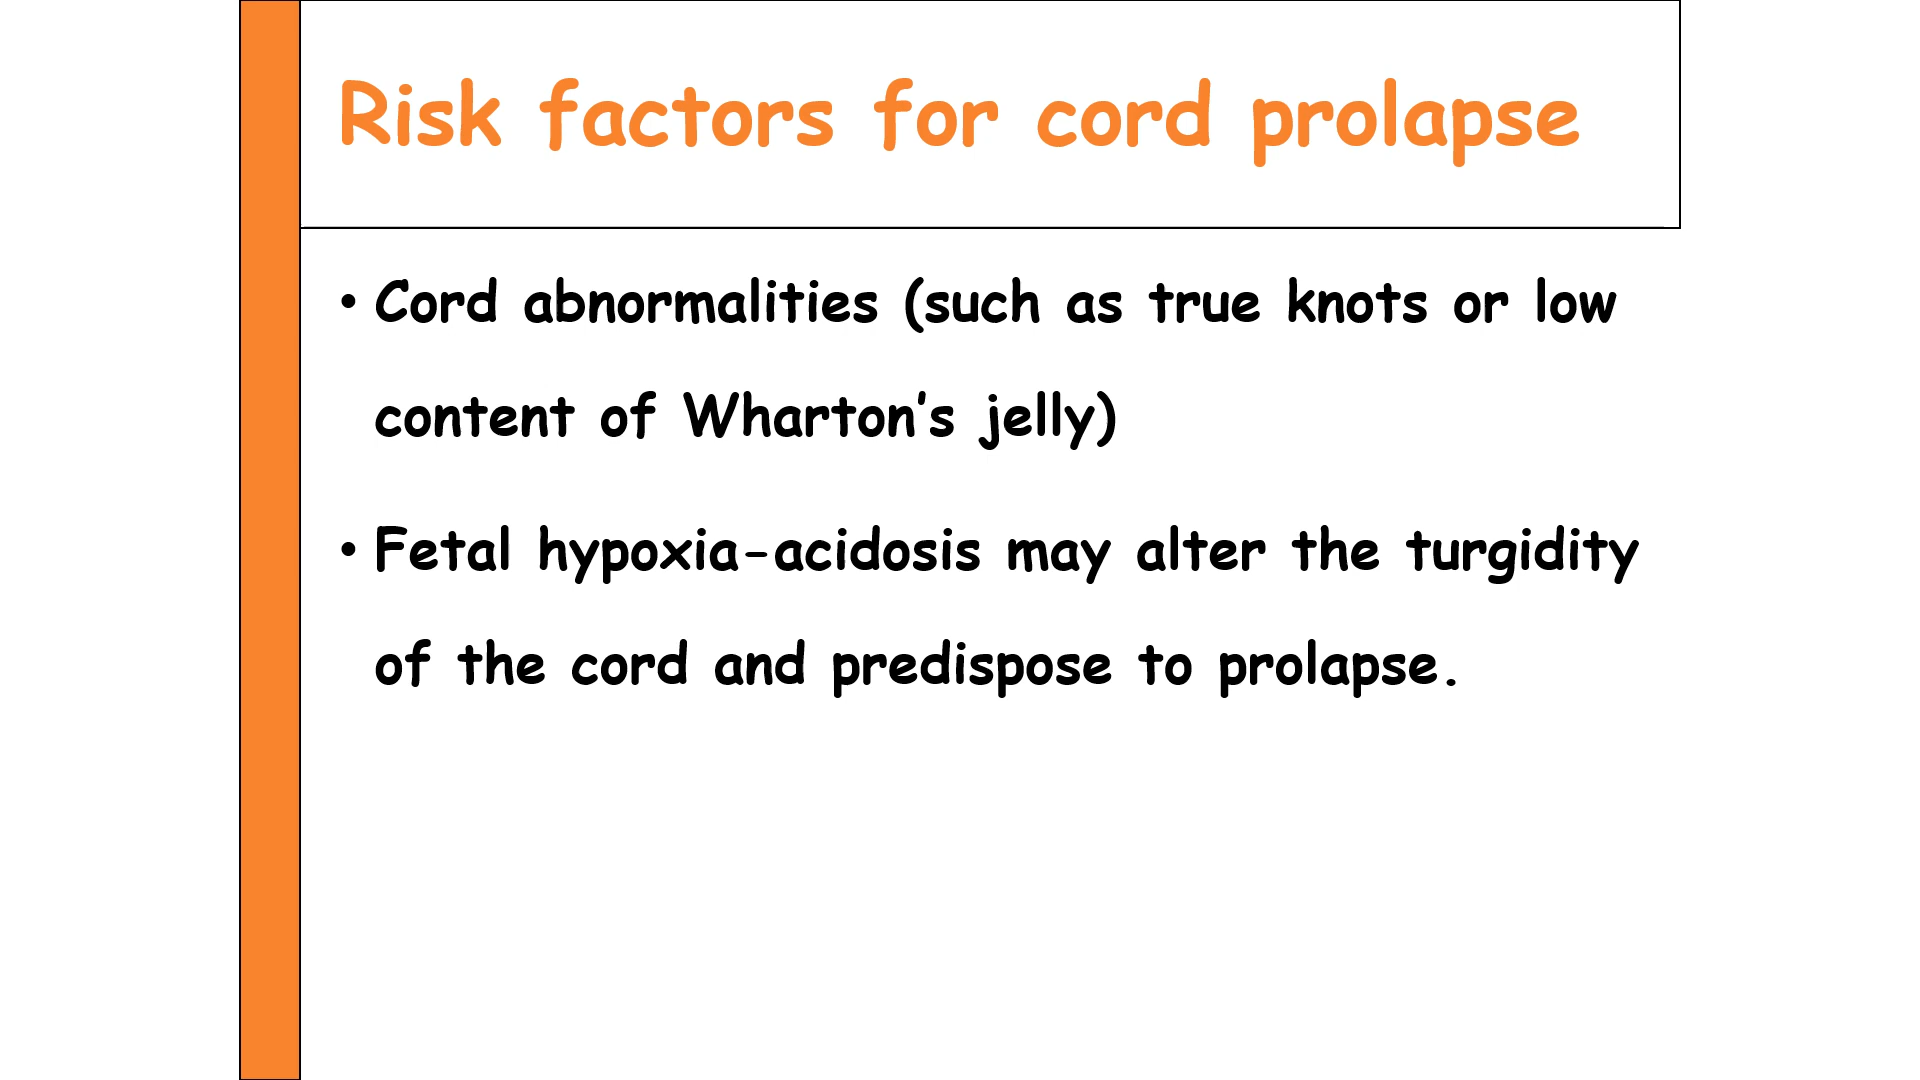 Risk factors for cord prolapse
• Cord abnormalities (such as true knots or low
content of Wharton’s jelly)
• Fetal hypoxia-acidosis may alter the turgidity
of the cord and predispose to prolapse.